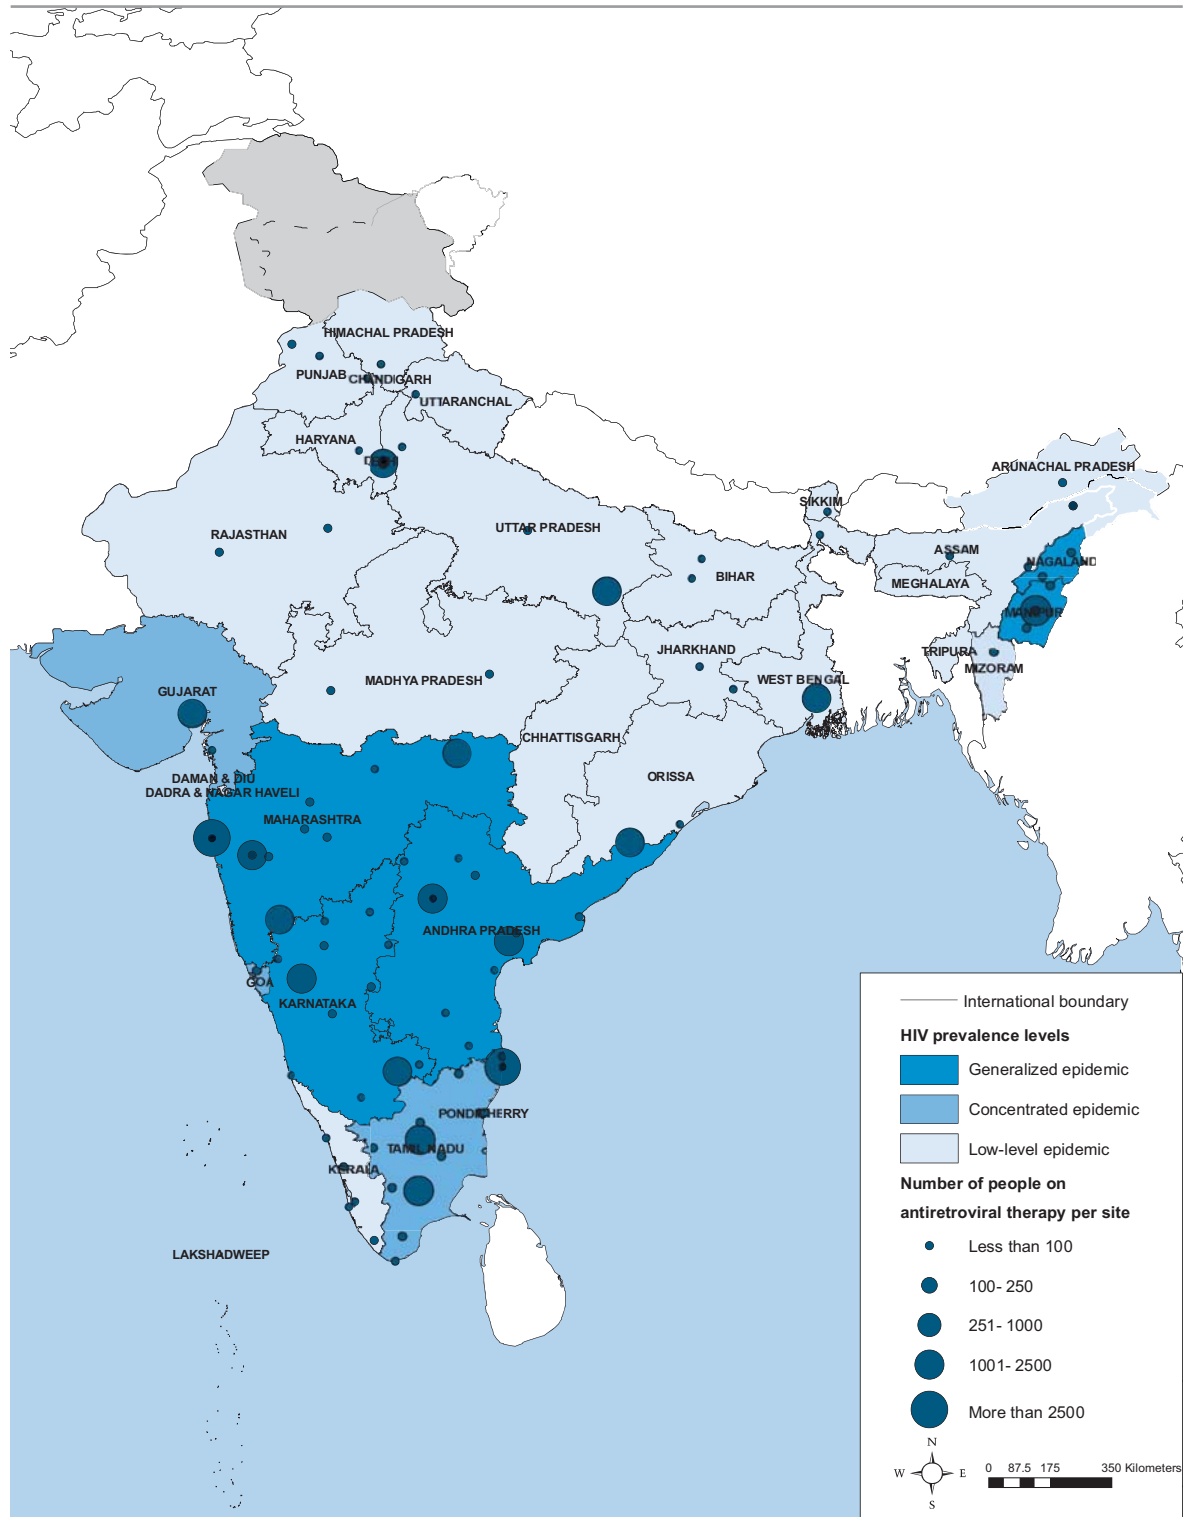 HIMACHAL PRADESH
PUNJAB
CHANDIGARH
UTTARANCHAL
HARYANA
DELHI
ARUNACHAL PRADESH
SIKKIM
RAJASTHAN
UTTAR PRADESH
ASSAM
NAGALAND
BIHAR
MEGHALAYA
MANIPUR
JHARKHAND
TRIPURA
MIZORAM
MADHYA PRADESH
WEST BENGAL
GUJARAT
CHHATTISGARH
ORISSA
DAMAN & DIU
DADRA & NAGAR HAVELI
MAHARASHTRA
ANDHRA PRADESH
GOA
KARNATAKA
PONDICHERRY
TAMIL NADU
KERALA
LAKSHADWEEP
International boundary
HIV prevalence levels
Generalized epidemic
Concentrated epidemic
Low-level epidemic
Number of people on
antiretroviral therapy per site
Less than 100
100- 250
251- 1000
1001- 2500
More than 2500
N
W E
S
0 87.5 175 350 Kilometers